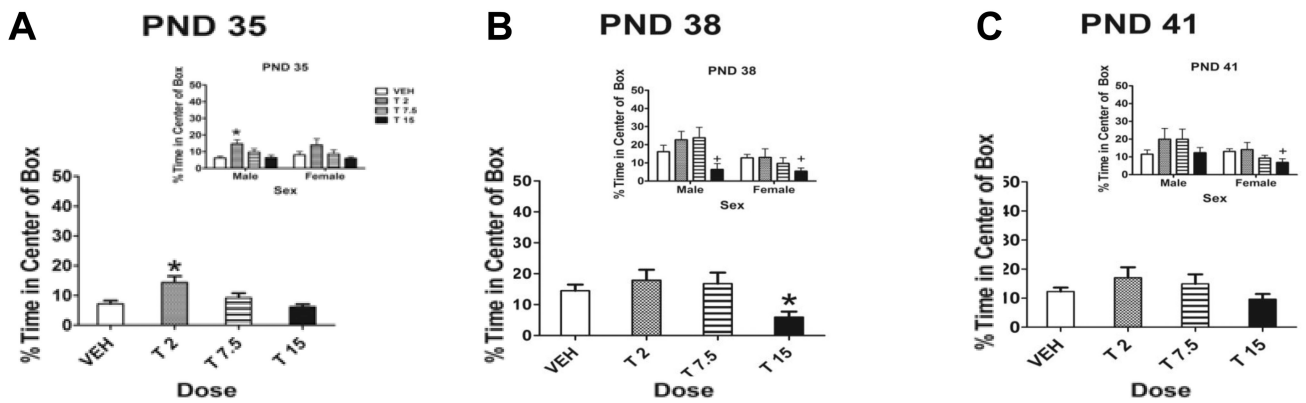 A PND 35
PND 35
% Time in Center of Box
50
40
30
20
10
0
Male Female
Sex
VEH
T 2
T 7.5
T 15
*
% Time in Center of Box
50
40
30
20
10
0
*
VEH T 2 T 7.5 T 15
Dose
B PND 38
PND 38
% Time in Center of Box
50
40
30
20
10
0
+ +
Male Female
Sex
% Time in Center of Box
50
40
30
20
10
0
*
VEH T 2 T 7.5 T 15
Dose
C PND 41
PND 41
% Time in Center of Box
50
40
30
20
10
0
+
Male Female
Sex
% Time in Center of Box
50
40
30
20
10
0
VEH T 2 T 7.5 T 15
Dose